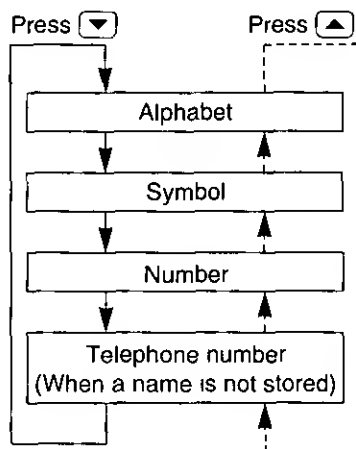 Press ▼ Press ▲
Alphabet
Symbol
Number
Telephone number
(When a name is not stored)